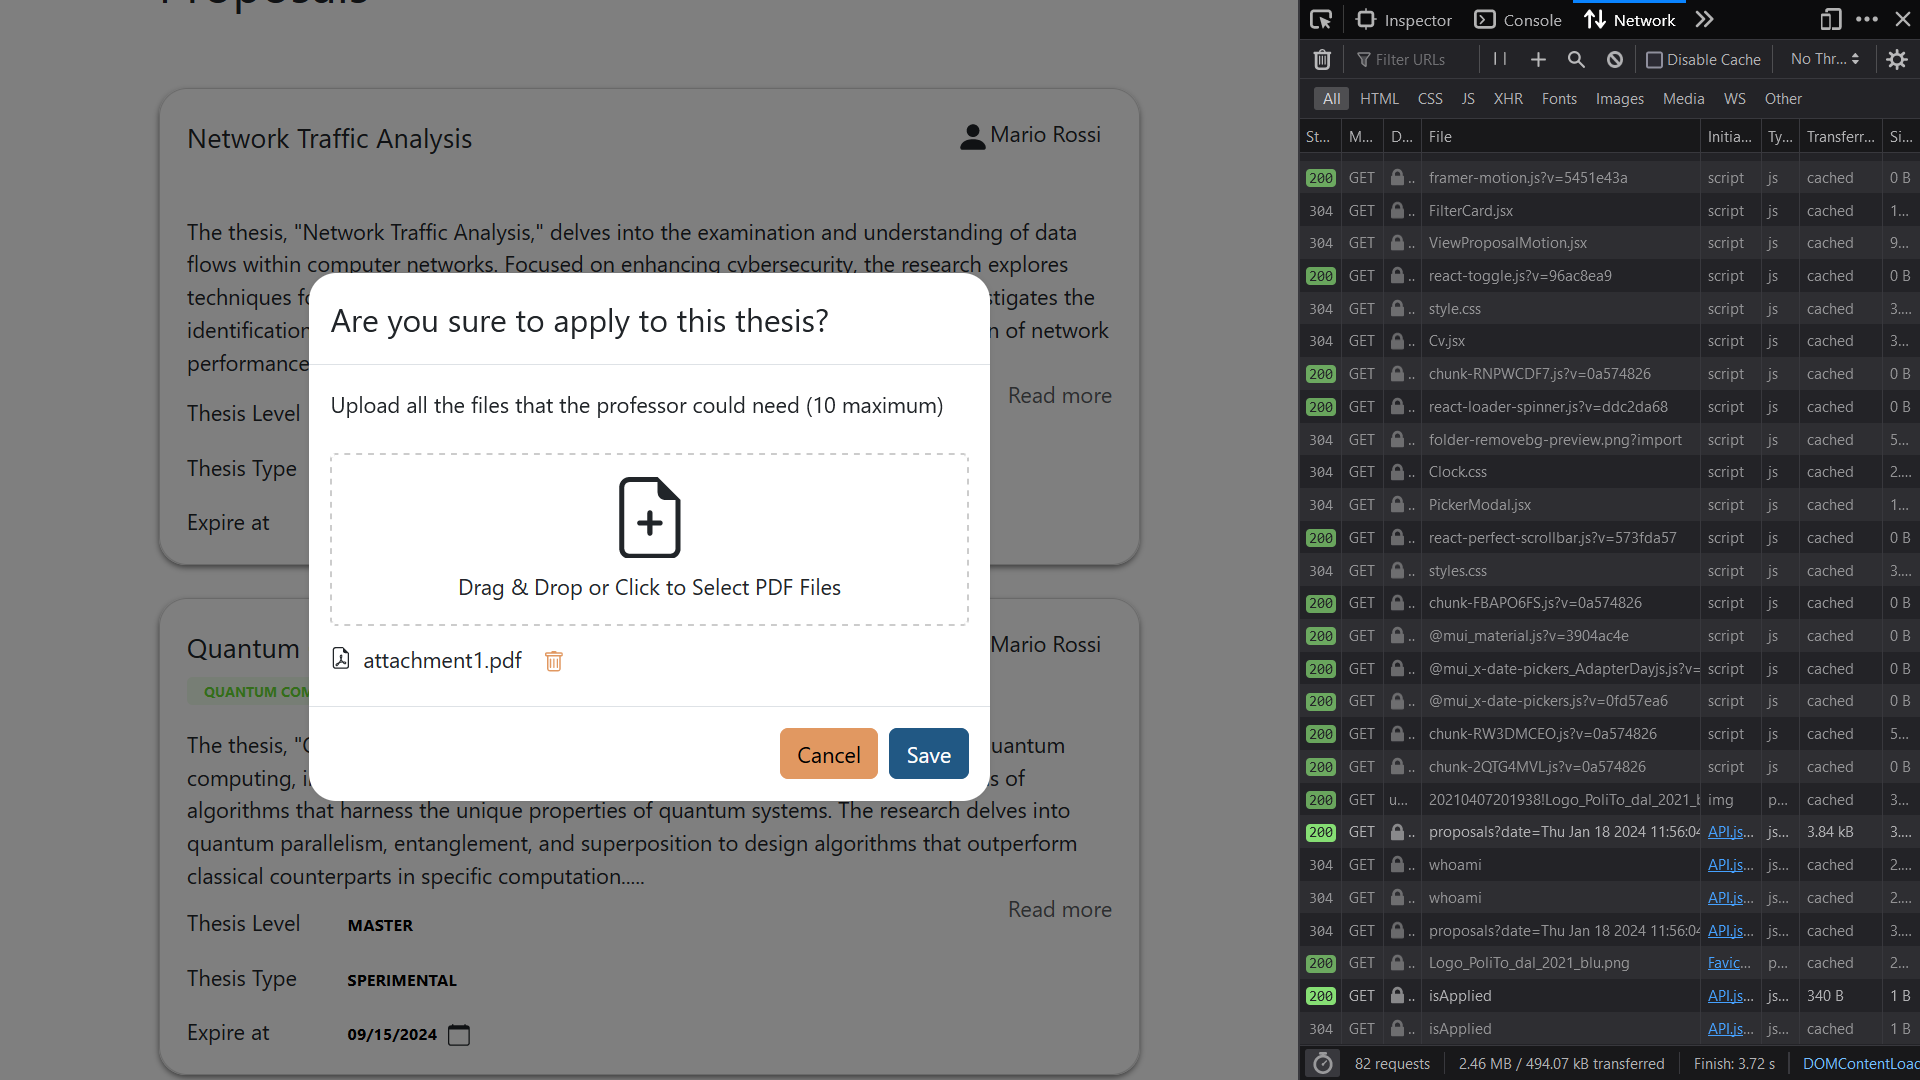 Proposals
Network Traffic Analysis
Mario Rossi
The thesis, "Network Traffic Analysis," delves into the examination and understanding of data
flows within computer networks. Focused on enhancing cybersecurity, the research explores
techniques
stigates the
identification
n of network
performance
Read more
Thesis Level
Thesis Type
Expire at
Are you sure to apply to this thesis?
Upload all the files that the professor could need (10 maximum)
Drag & Drop or Click to Select PDF Files
attachment1.pdf
Cancel
Save
Quantum
Mario Rossi
QUANTUM COM
The thesis, "
uantum
computing, i
s of
algorithms that harness the unique properties of quantum systems. The research delves into
quantum parallelism, entanglement, and superposition to design algorithms that outperform
classical counterparts in specific computation.....
Read more
Thesis Level MASTER
Thesis Type SPERIMENTAL
Expire at 09/15/2024
Inspector Console Network
Filter URLs Disable Cache No Thr...
All HTML CSS JS XHR Fonts Images Media WS Other
St... M... D... File Initia... Ty... Transferr... Si...
200 GET .. framer-motion.js?v=5451e43a script js cached 0 B
304 GET .. FilterCard.jsx script js cached 1...
304 GET .. ViewProposalMotion.jsx script js cached 9...
200 GET .. react-toggle.js?v=96ac8ea9 script js cached 0 B
304 GET .. style.css script js cached 3....
304 GET .. Cv.jsx script js cached 3...
200 GET .. chunk-RNPWCDF7.js?v=0a574826 script js cached 0 B
200 GET .. react-loader-spinner.js?v=ddc2da68 script js cached 0 B
304 GET .. folder-removebg-preview.png?import script js cached 5...
304 GET .. Clock.css script js cached 2....
304 GET .. PickerModal.jsx script js cached 1...
200 GET .. react-perfect-scrollbar.js?v=573fda57 script js cached 0 B
304 GET .. styles.css script js cached 3....
200 GET .. chunk-FBAPO6FS.js?v=0a574826 script js cached 0 B
200 GET .. @mui_material.js?v=3904ac4e script js cached 0 B
200 GET .. @mui_x-date-pickers_AdapterDayjs.js?v= script js cached 0 B
200 GET .. @mui_x-date-pickers.js?v=0fd57ea6 script js cached 0 B
200 GET .. chunk-RW3DMCEO.js?v=0a574826 script js cached 5...
200 GET .. chunk-2QTG4MVL.js?v=0a574826 script js cached 0 B
200 GET u... 20210407201938!Logo_PoliTo_dal_2021_b img p... cached 3...
200 GET .. proposals?date=Thu Jan 18 2024 11:56:04 API.js... js... 3.84 kB 3....
304 GET .. whoami API.js... js... cached 2....
304 GET .. whoami API.js... js... cached 2....
304 GET .. proposals?date=Thu Jan 18 2024 11:56:04 API.js... js... cached 3....
200 GET .. Logo_PoliTo_dal_2021_blu.png Favic... p... cached 2...
200 GET .. isApplied API.js... js... 340 B 1 B
304 GET .. isApplied API.js... js... cached 1 B
82 requests 2.46 MB / 494.07 kB transferred Finish: 3.72 s DOMContentLoad